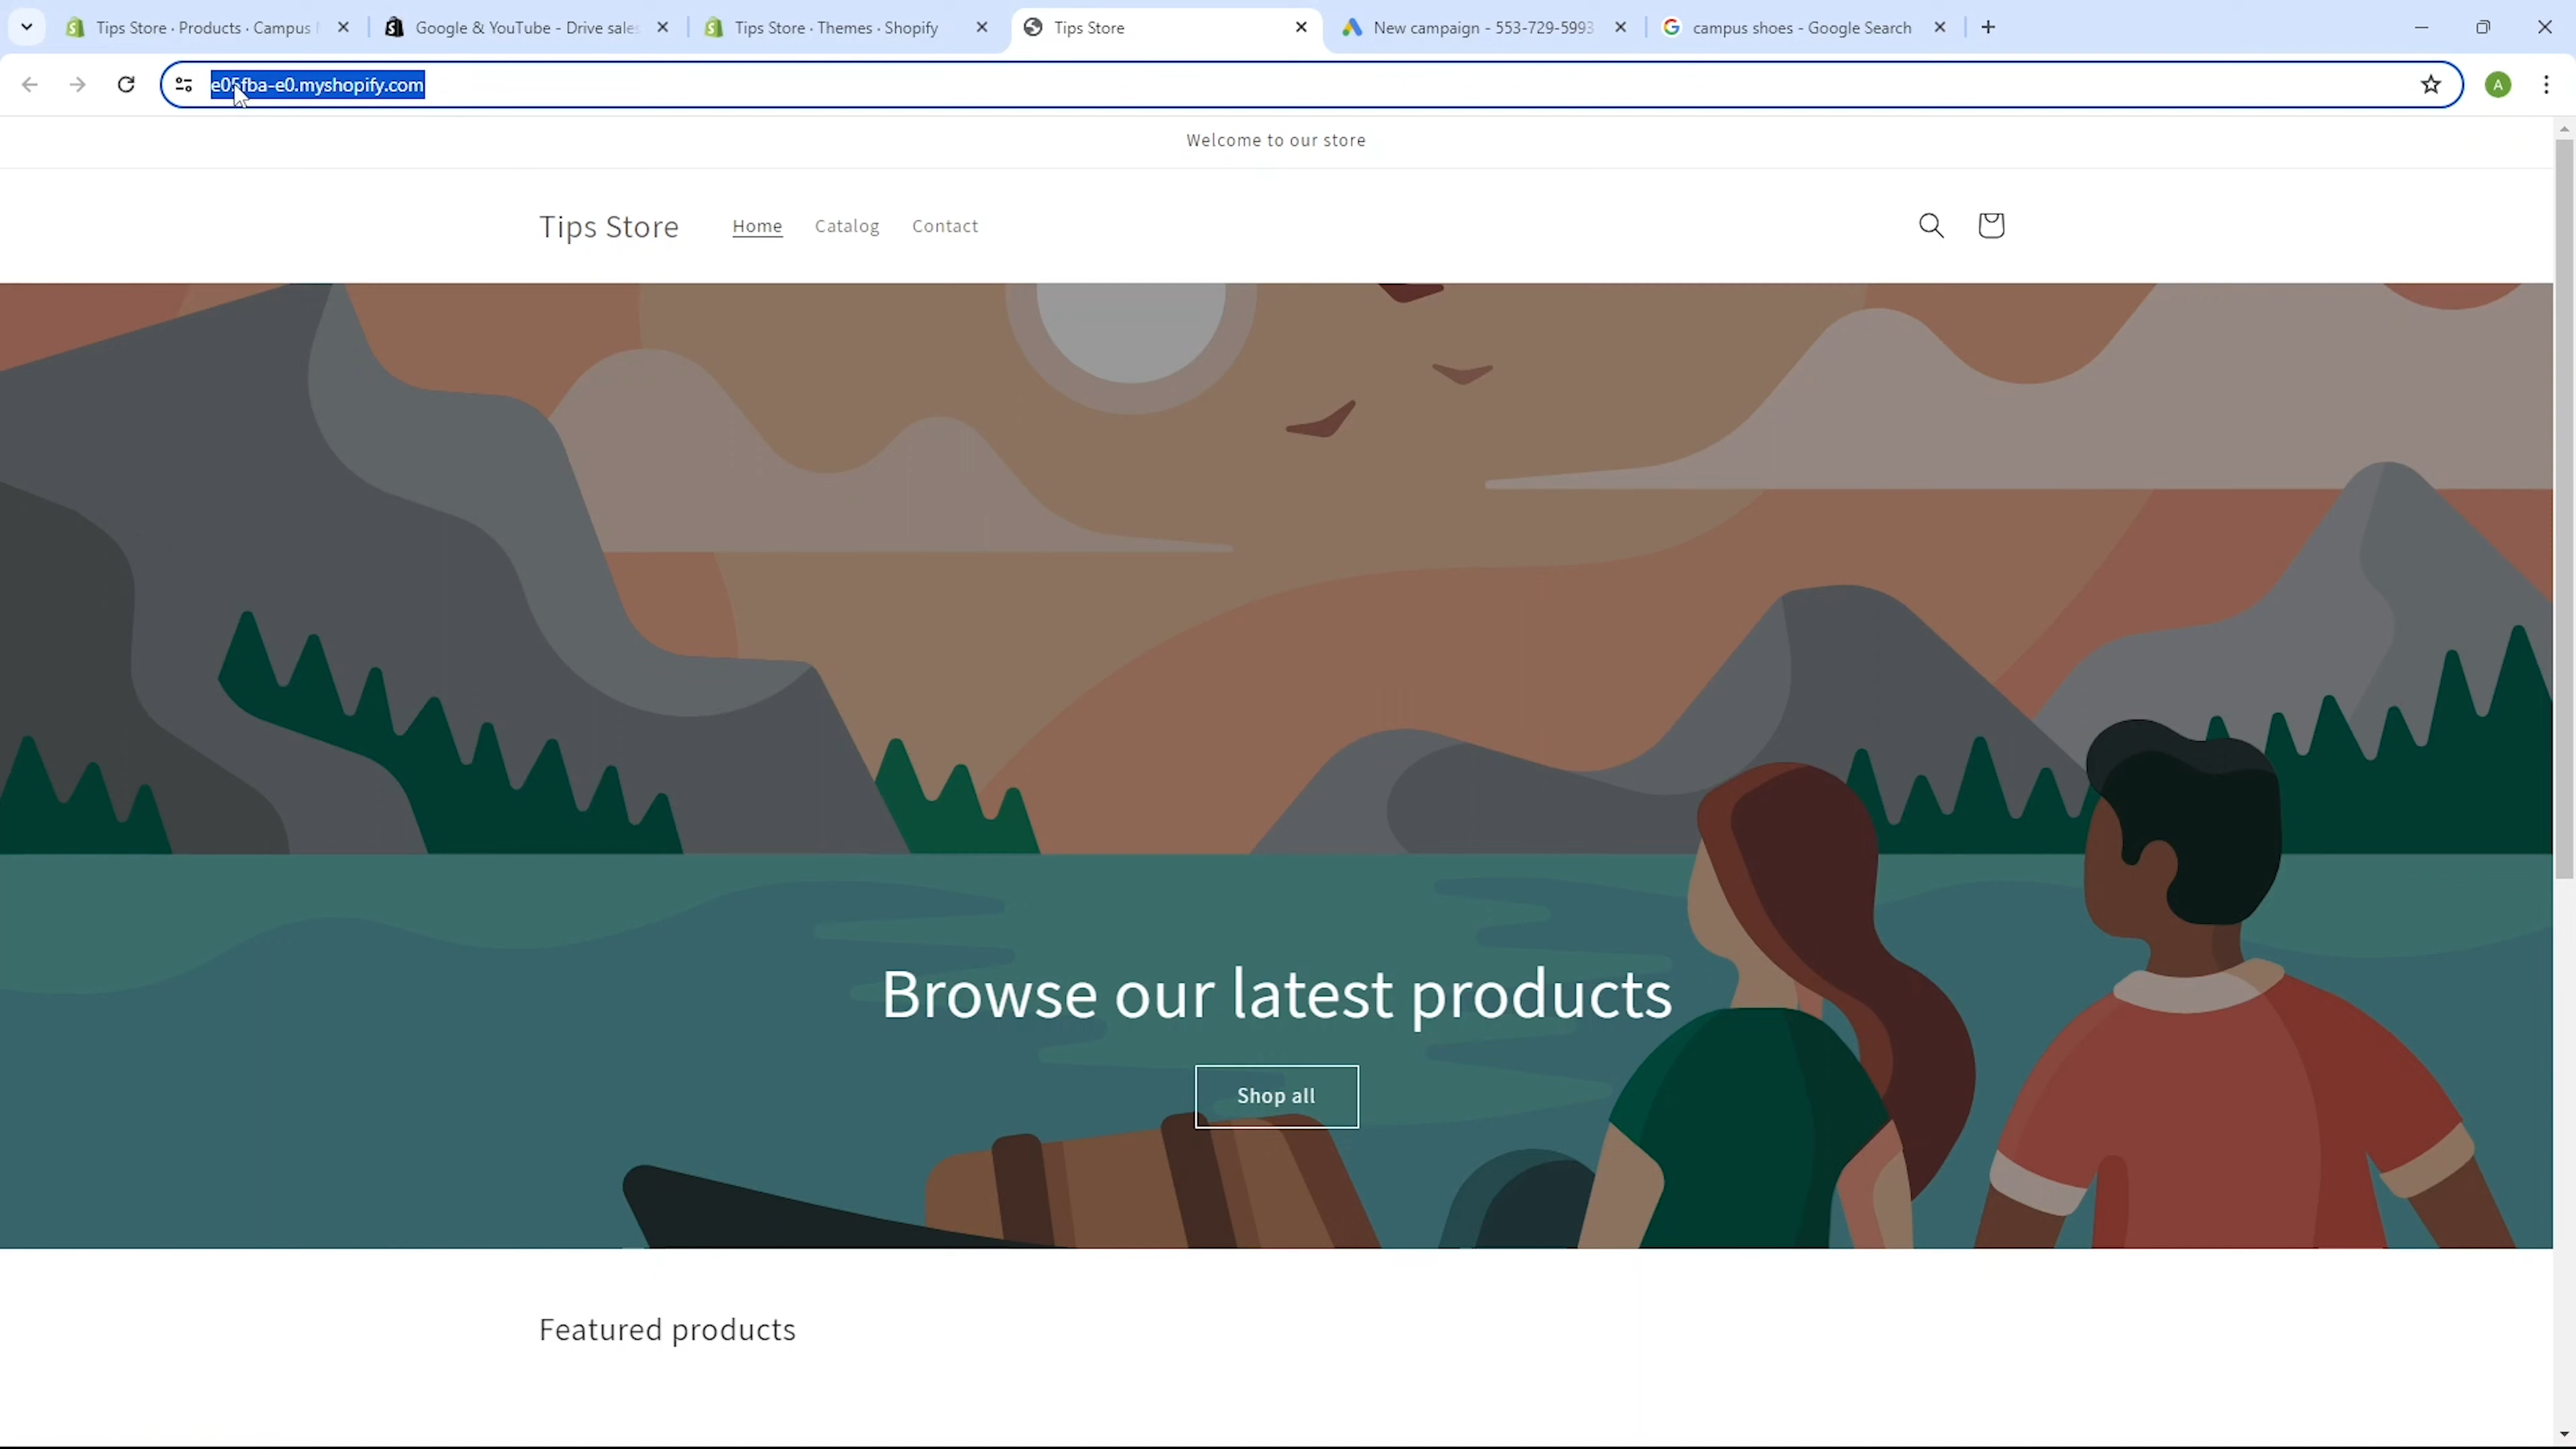 Tips Store · Products · Campus
Google & YouTube - Drive sales
Tips Store · Themes · Shopify
Tips Store
New campaign - 553-729-5993
campus shoes - Google Search
e05fba-e0.myshopify.com
A
Welcome to our store
Tips Store
Home
Catalog
Contact
Browse our latest products
Shop all
Featured products